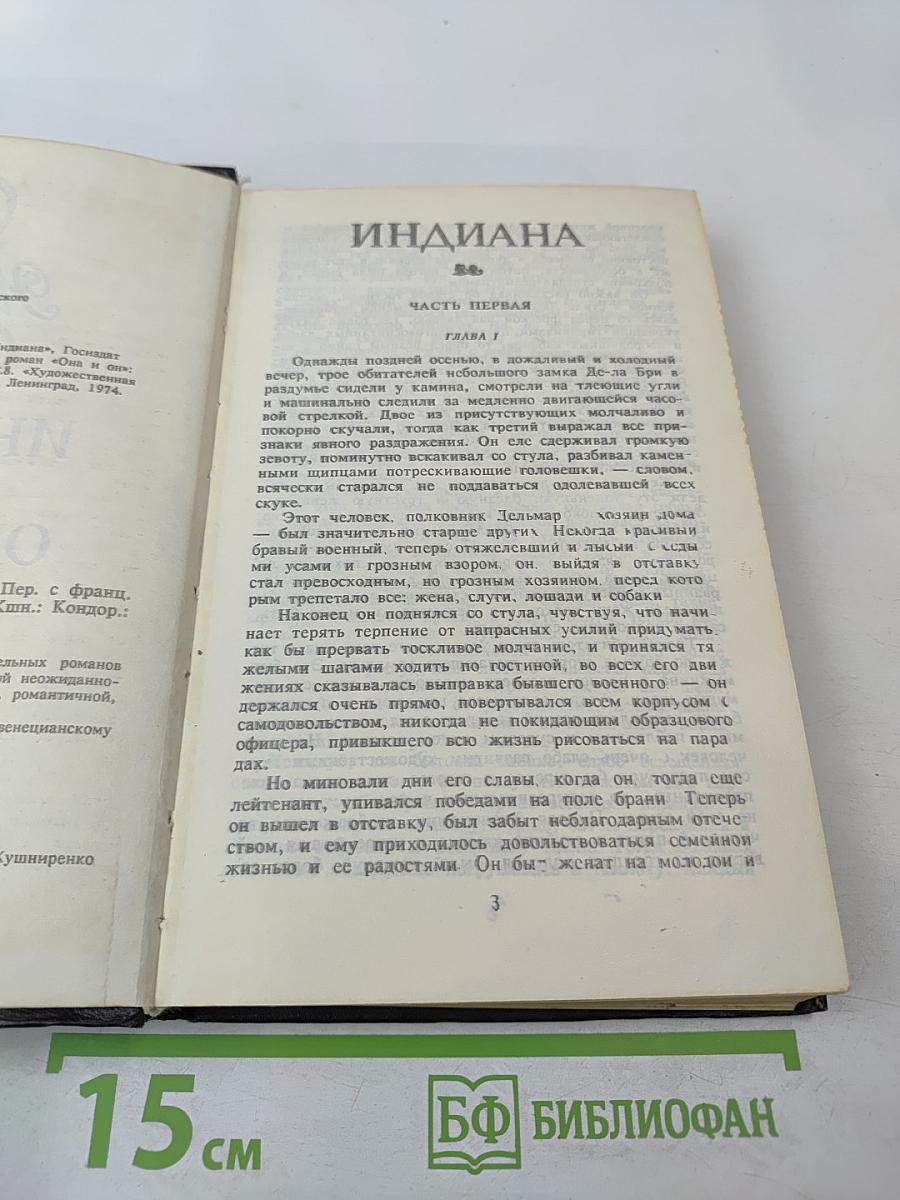 ского
Индиана», Госиздат
роман «Она и он»:
8. «Художественная
Ленинград, 1974.
Пер. с франц.
Кшн.: Кондор.:
ельных романов
ой неожиданно-
, романтичной,
венецианскому
Кушниренко
ИНДИАНА
ЧАСТЬ ПЕРВАЯ
ГЛАВА I
Однажды поздней осенью, в дождливый и холодный
вечер, трое обитателей небольшого замка Де-ла Бри в
раздумье сидели у камина, смотрели на тлеющие угли
и машинально следили за медленно двигающейся часо-
вой стрелкой. Двое из присутствующих молчаливо и
покорно скучали, тогда как третий выражал все при-
знаки явного раздражения. Он еле сдерживал громкую
зевоту, поминутно вскакивал со стула, разбивал камен-
ными щипцами потрескивающие головешки, — словом,
всячески старался не поддаваться одолевавшей всех
скуке.
Этот человек, полковник Дельмар хозяин дома
— был значительно старше других Некогда красивый
бравый военный, теперь отяжелевший и лысый с седы
ми усами и грозным взором, он, выйдя в отставку
стал превосходным, но грозным хозяином, перед кото
рым трепетало все: жена, слуги, лошади и собаки
Наконец он поднялся со стула, чувствуя, что начи
нает терять терпение от напрасных усилий придумать,
как бы прервать тоскливое молчание, и принялся тя
желыми шагами ходить по гостиной, во всех его дви
жениях сказывалась выправка бывшего военного — он
держался очень прямо, повертывался всем корпусом с
самодовольством, никогда не покидающим образцового
офицера, привыкшего всю жизнь рисоваться на пара
дах.
Но миновали дни его славы, когда он, тогда еще
лейтенант, упивался победами на поле брани Теперь
он вышел в отставку, был забыт неблагодарным отече
ством, и ему приходилось довольствоваться семейной
жизнью и ее радостями Он был женат на молодой и
3
15 см
БФ БИБЛИОФАН